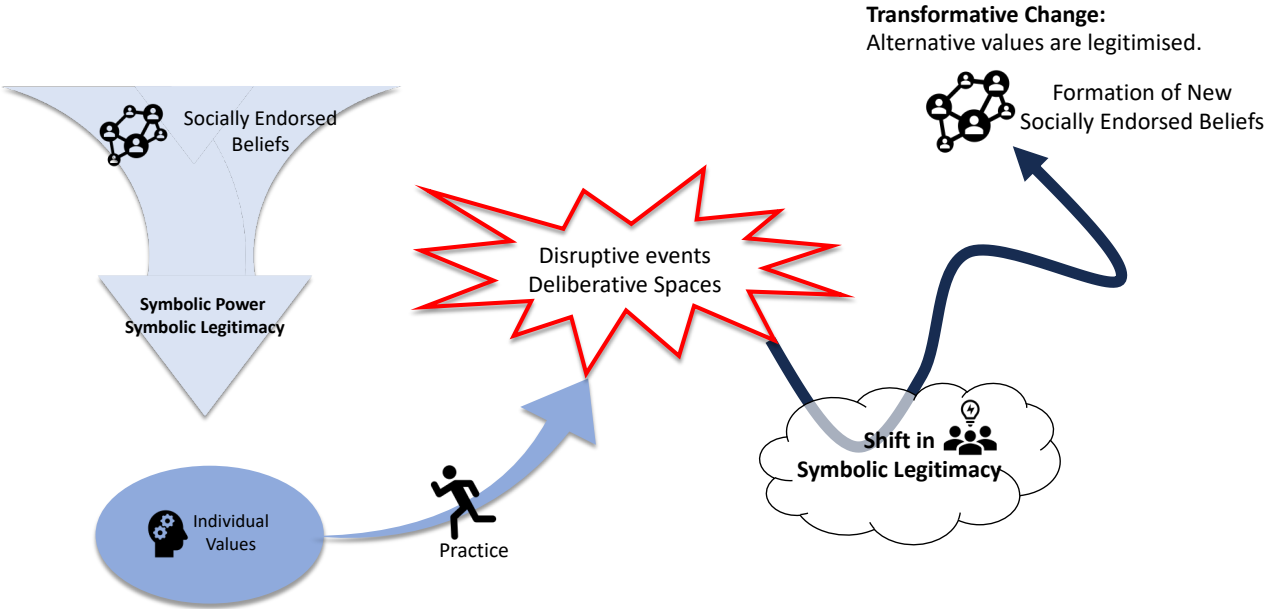 Transformative Change:
Alternative values are legitimised.
Formation of New
Socially Endorsed Beliefs
Socially Endorsed
Beliefs
Symbolic Power
Symbolic Legitimacy
Disruptive events
Deliberative Spaces
Individual
Values
Practice
Shift in
Symbolic Legitimacy